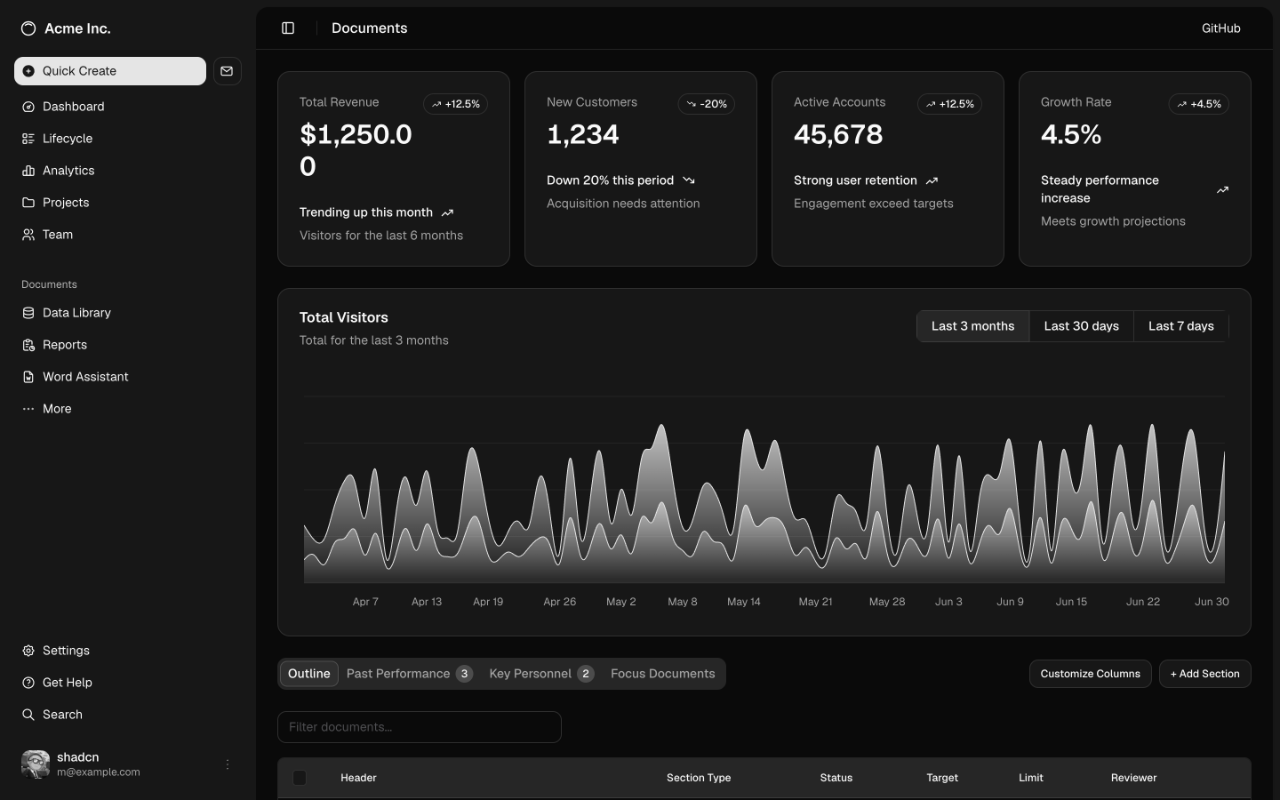 Acme Inc.
Quick Create
Dashboard
Lifecycle
Analytics
Projects
Team
Documents
Data Library
Reports
Word Assistant
More
Settings
Get Help
Search
shadcn
m@example.com
Documents
GitHub
Total Revenue
+12.5%
$1,250.0
0
Trending up this month
Visitors for the last 6 months
New Customers
-20%
1,234
Down 20% this period
Acquisition needs attention
Active Accounts
+12.5%
45,678
Strong user retention
Engagement exceed targets
Growth Rate
+4.5%
4.5%
Steady performance
increase
Meets growth projections
Total Visitors
Total for the last 3 months
Last 3 months
Last 30 days
Last 7 days
Apr 7 Apr 13 Apr 19 Apr 26 May 2 May 8 May 14 May 21 May 28 Jun 3 Jun 9 Jun 15 Jun 22 Jun 30
Outline
Past Performance 3
Key Personnel 2
Focus Documents
Customize Columns
+ Add Section
Filter documents...
Header Section Type Status Target Limit Reviewer